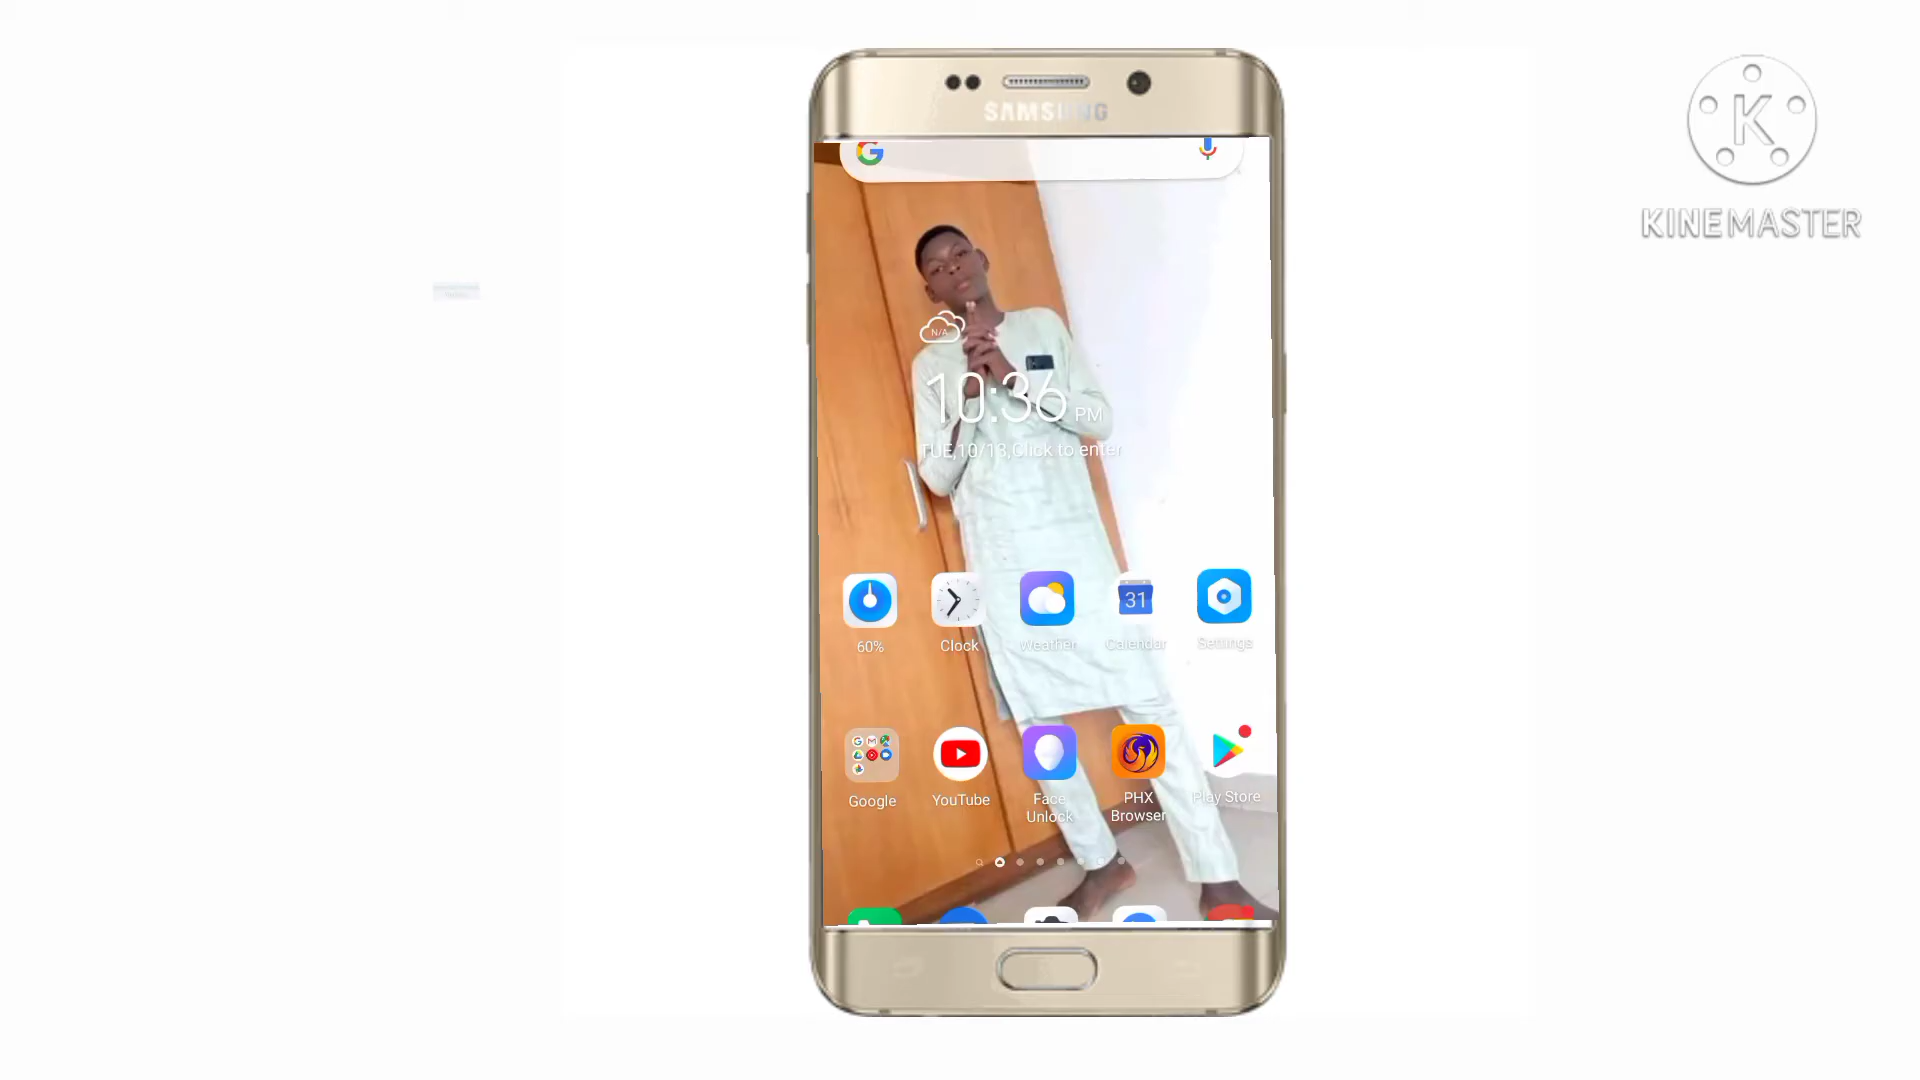 SAMSUNG
KINEMASTER
N/A
10:36 PM
TUE,10/13,Click to enter
31
60% Clock Weather Calendar Settings
Google YouTube Face Unlock PHX Browser Play Store